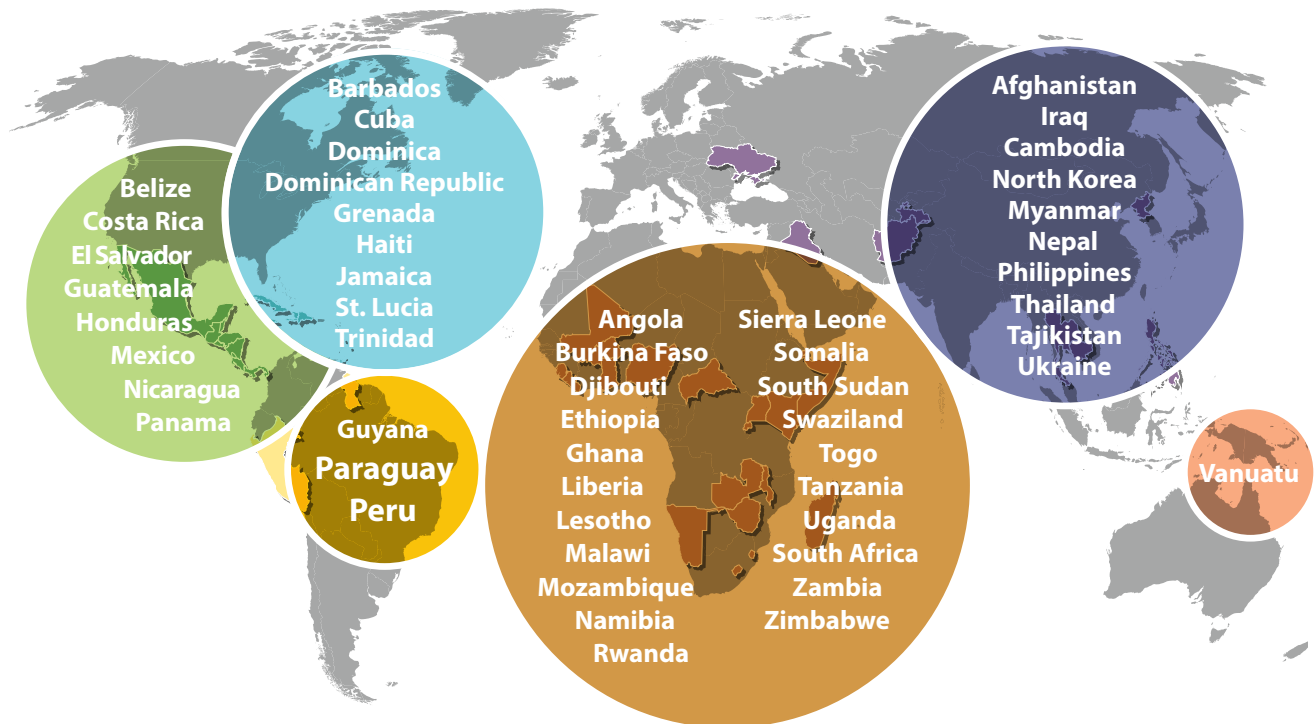 Belize
Costa Rica
El Salvador
Guatemala
Honduras
Mexico
Nicaragua
Panama
Barbados
Cuba
Dominica
Dominican Republic
Grenada
Haiti
Jamaica
St. Lucia
Trinidad
Guyana
Paraguay
Peru
Angola
Burkina Faso
Djibouti
Ethiopia
Ghana
Liberia
Lesotho
Malawi
Mozambique
Namibia
Rwanda
Sierra Leone
Somalia
South Sudan
Swaziland
Togo
Tanzania
Uganda
South Africa
Zambia
Zimbabwe
Afghanistan
Iraq
Cambodia
North Korea
Myanmar
Nepal
Philippines
Thailand
Tajikistan
Ukraine
Vanuatu